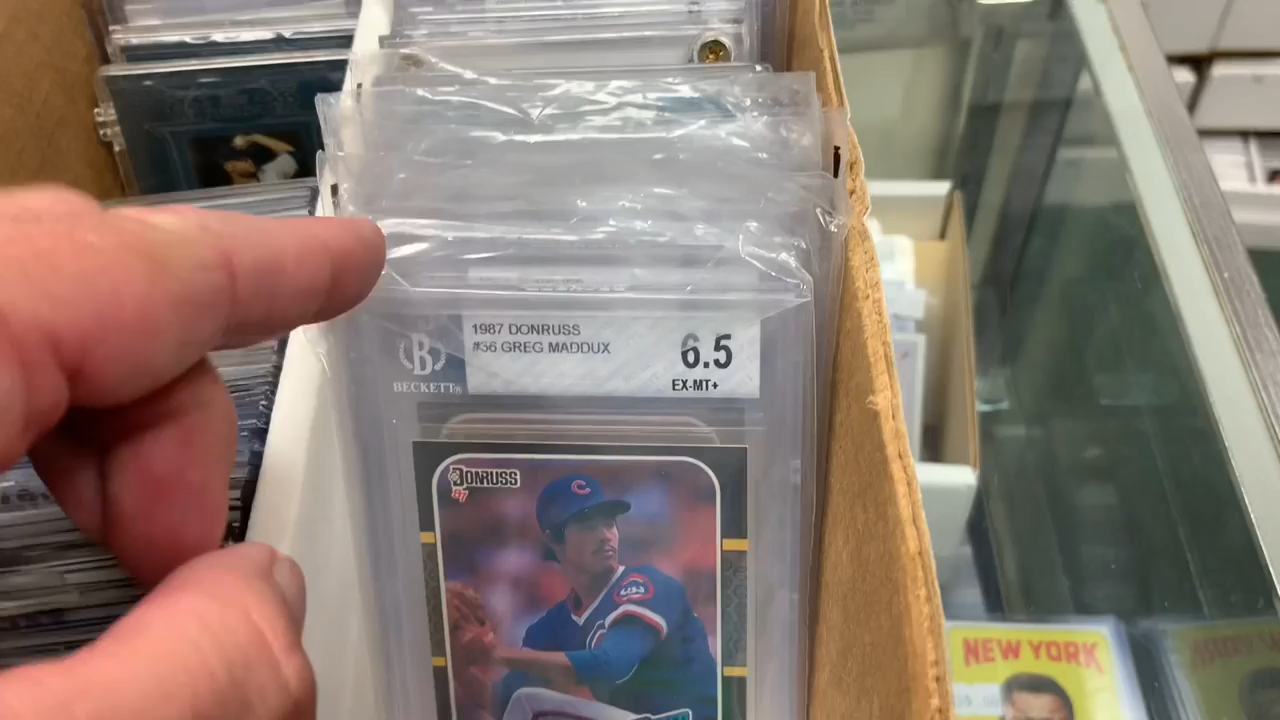 1987 DONRUSS
#36 GREG MADDUX
6.5
EX-MT+
B
BECKETT®
DONRUSS
87
C
NEW YORK